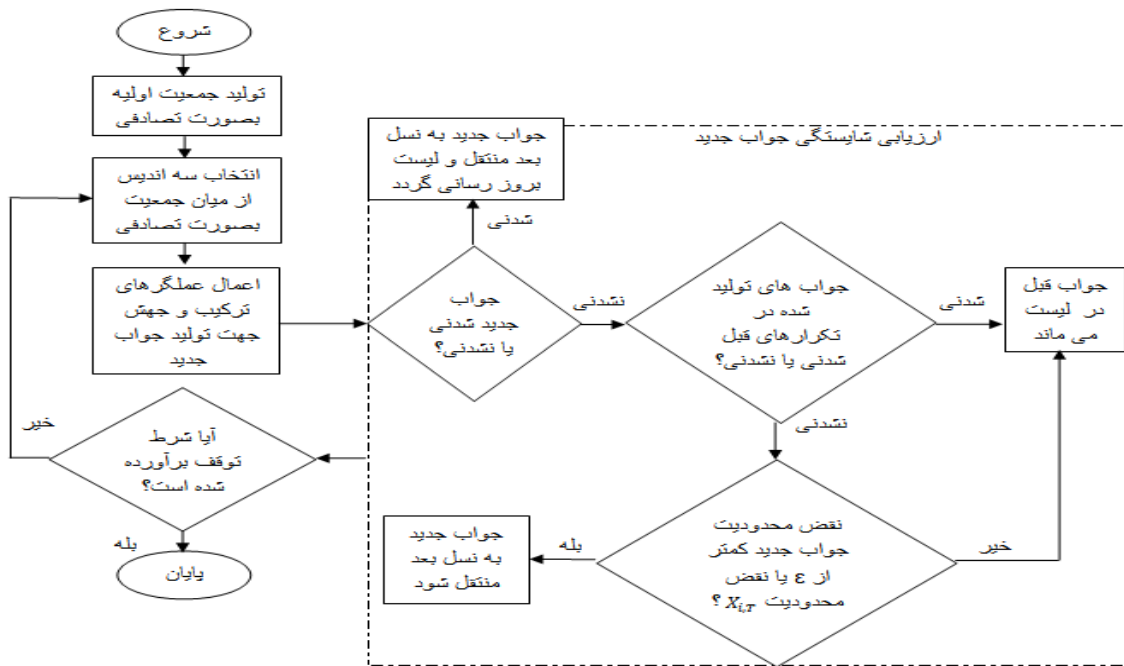 شروع
تولید جمعیت اولیه
بصورت تصادفی
انتخاب سه اندیس
از میان جمعیت
بصورت تصادفی
اعمال عملگرهای
ترکیب و جهش
جهت تولید جواب
جدید
ارزیابی شایستگی جواب جدید
جواب جدید به نسل
بعد منتقل و لیست
بروز رسانی گردد
شدنی
جواب
جدید شدنی
یا نشدنی؟
نشدنی
جواب های تولید
شده در
تکرارهای قبل
شدنی یا نشدنی؟
شدنی
جواب قبل
در لیست
می ماند
نشدنی
نقض محدودیت
جواب جدید کمتر
از ε یا نقض
محدودیت Xi,T ؟
خیر
بله
جواب جدید
به نسل بعد
منتقل شود
آیا شرط
توقف برآورده
شده است؟
خیر
بله
پایان